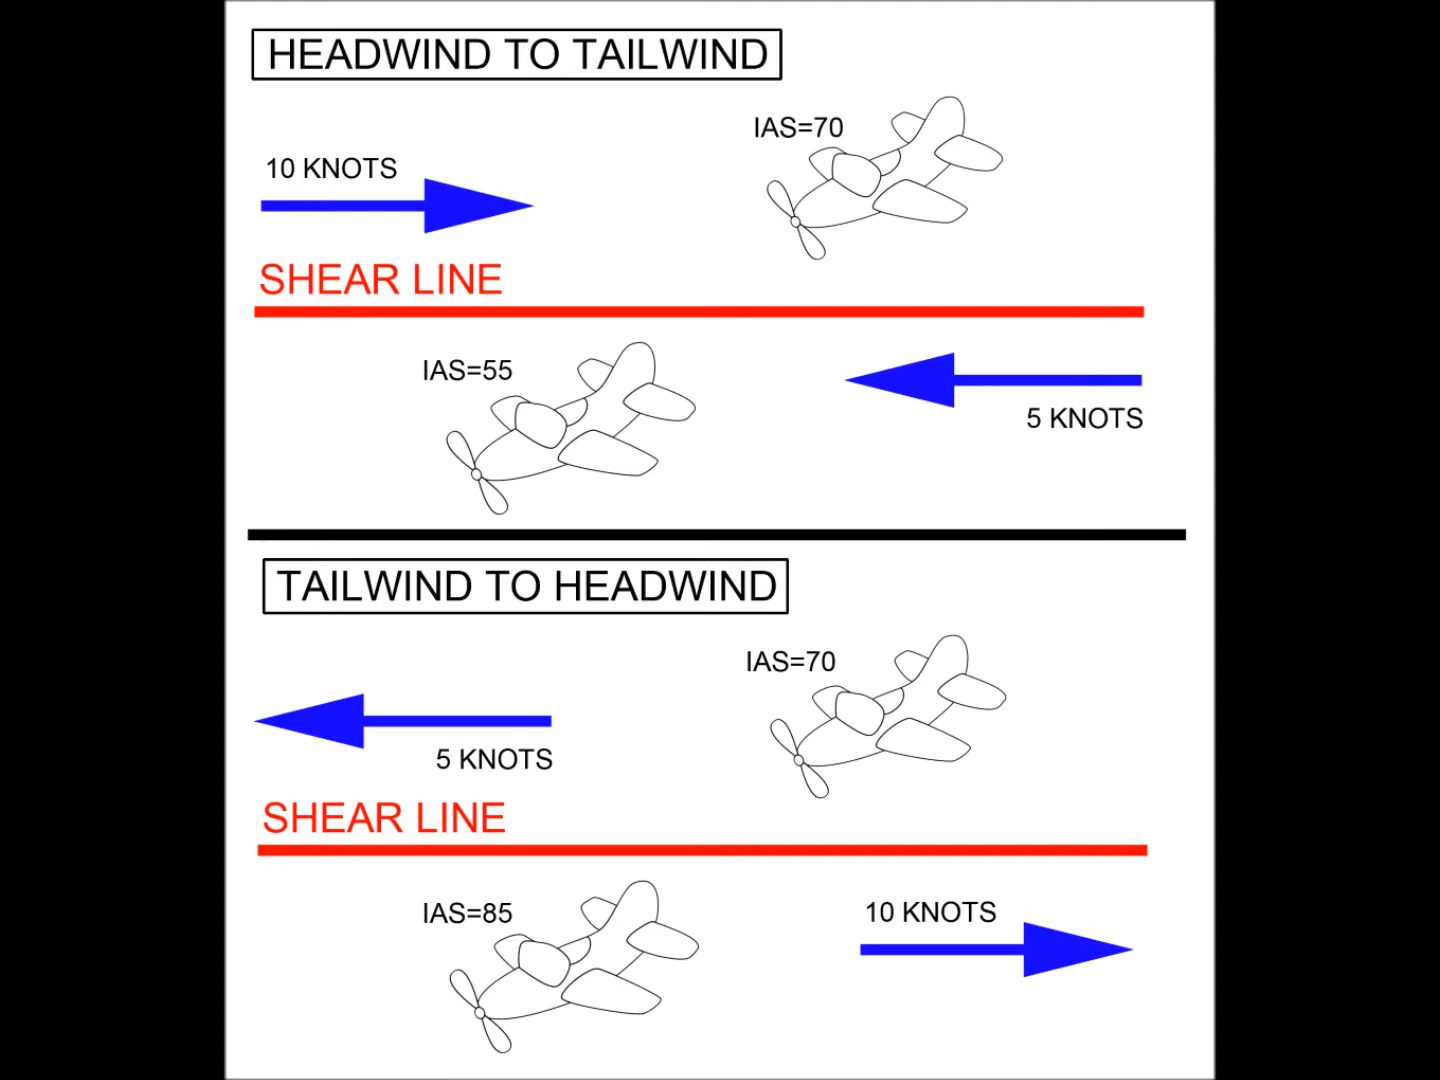 HEADWIND TO TAILWIND
IAS=70
10 KNOTS
SHEAR LINE
IAS=55
5 KNOTS
TAILWIND TO HEADWIND
IAS=70
5 KNOTS
SHEAR LINE
IAS=85
10 KNOTS